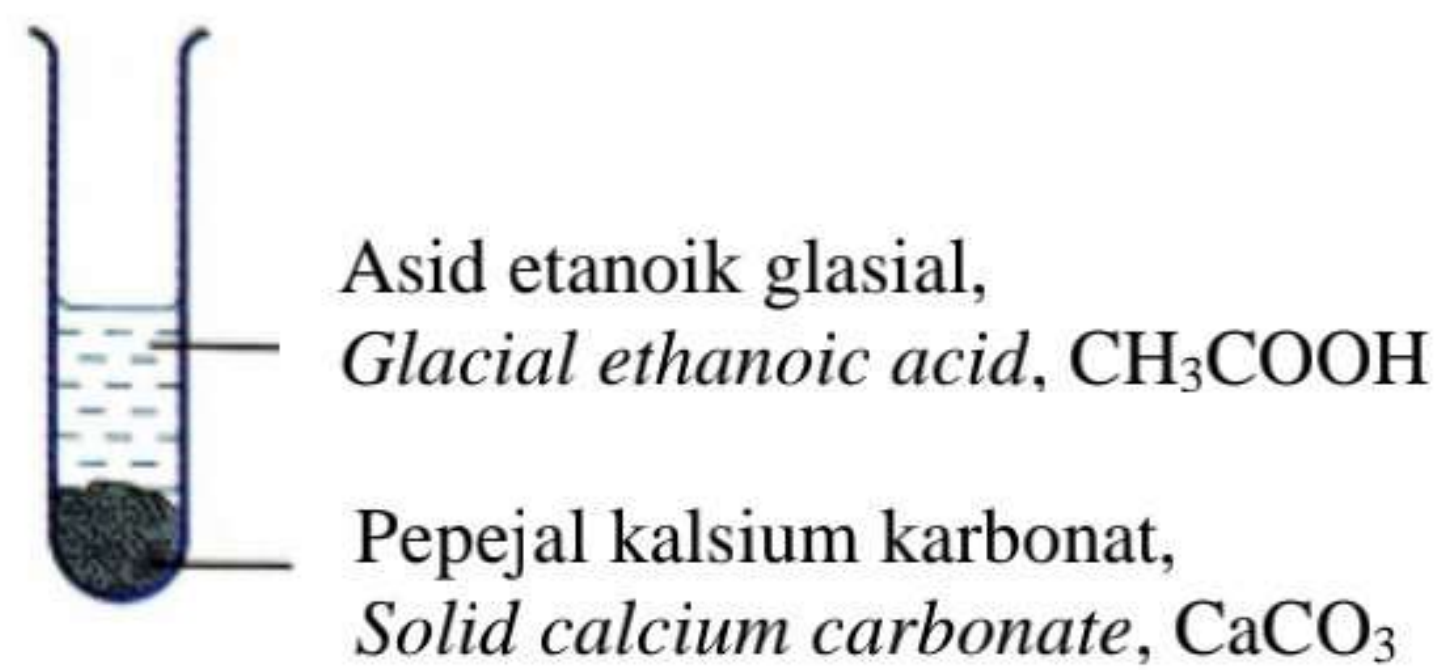 Asid etanoik glasial,
Glacial ethanoic acid, CH₃COOH
Pepejal kalsium karbonat,
Solid calcium carbonate, CaCO₃